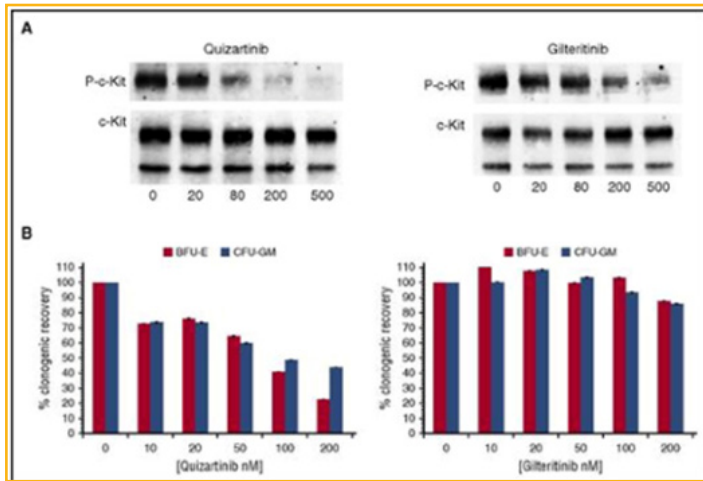 A
Quizartinib
Gilteritinib
P-c-Kit
P-c-Kit
c-Kit
c-Kit
0 20 80 200 500
0 20 80 200 500
B
BFU-E CFU-GM
BFU-E CFU-GM
% clonogenic recovery
110
100
90
80
70
60
50
40
30
20
10
0
0 10 20 50 100 200
[Quizartinib nM]
% clonogenic recovery
110
100
90
80
70
60
50
40
30
20
10
0
0 10 20 50 100 200
[Gilteritinib nM]